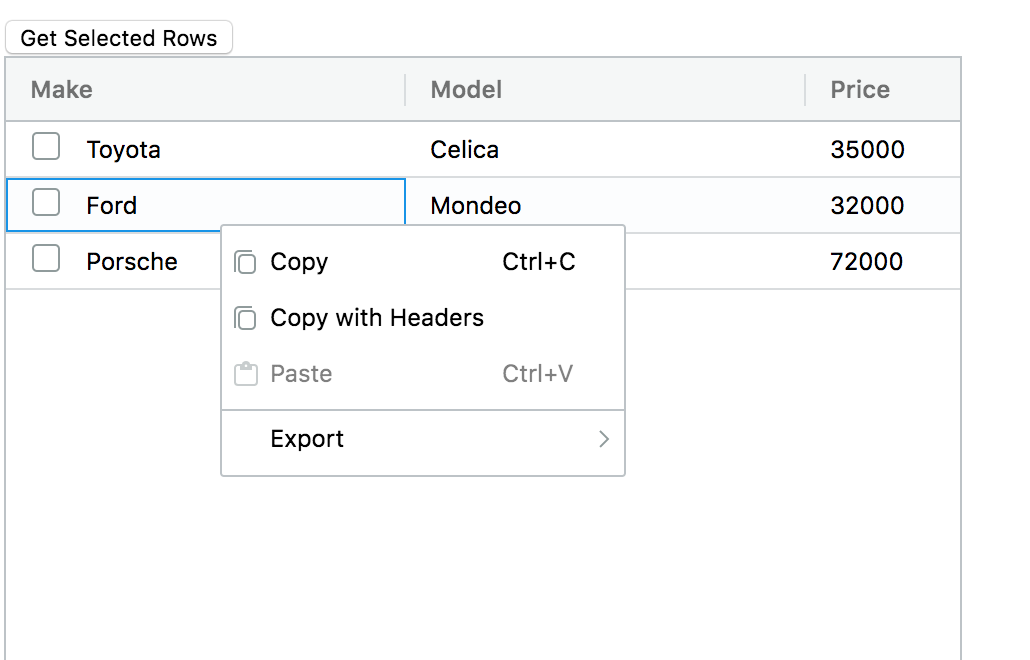 Get Selected Rows
Make Model Price
Toyota Celica 35000
Ford Mondeo 32000
Porsche 72000
Copy Ctrl+C
Copy with Headers
Paste Ctrl+V
Export